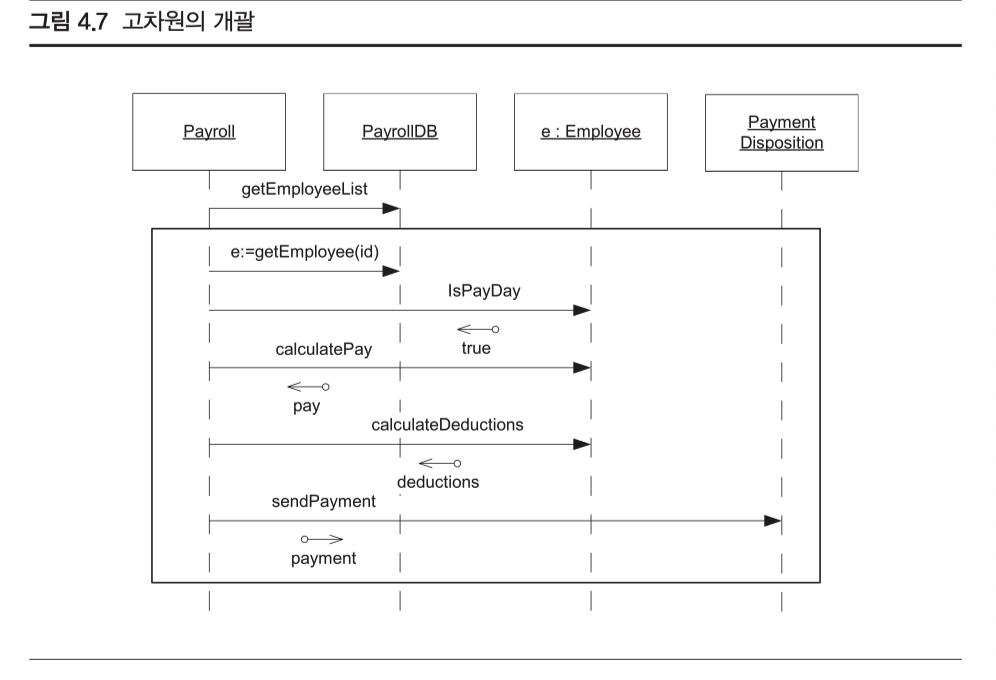 그림 4.7 고차원의 개괄
Payroll
PayrollDB
e : Employee
Payment
Disposition
getEmployeeList
e:=getEmployee(id)
IsPayDay
true
calculatePay
pay
calculateDeductions
deductions
sendPayment
payment